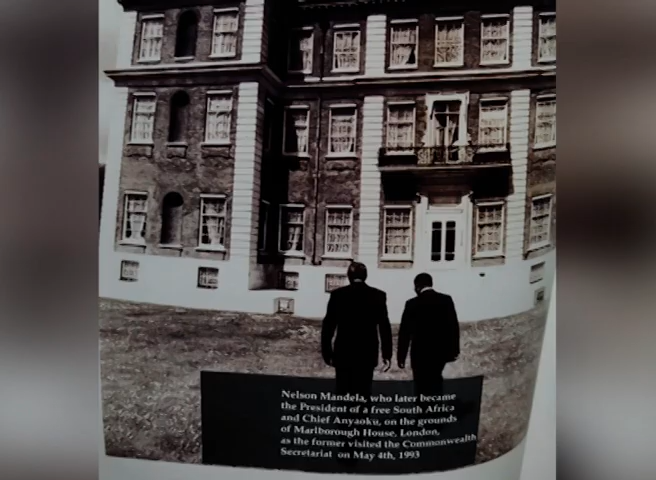 Nelson Mandela, who later became
the President of a free South Africa
and Chief Anyaoku, on the grounds
of Marlborough House, London,
as the former visited the Commonwealth
Secretariat on May 4th, 1993